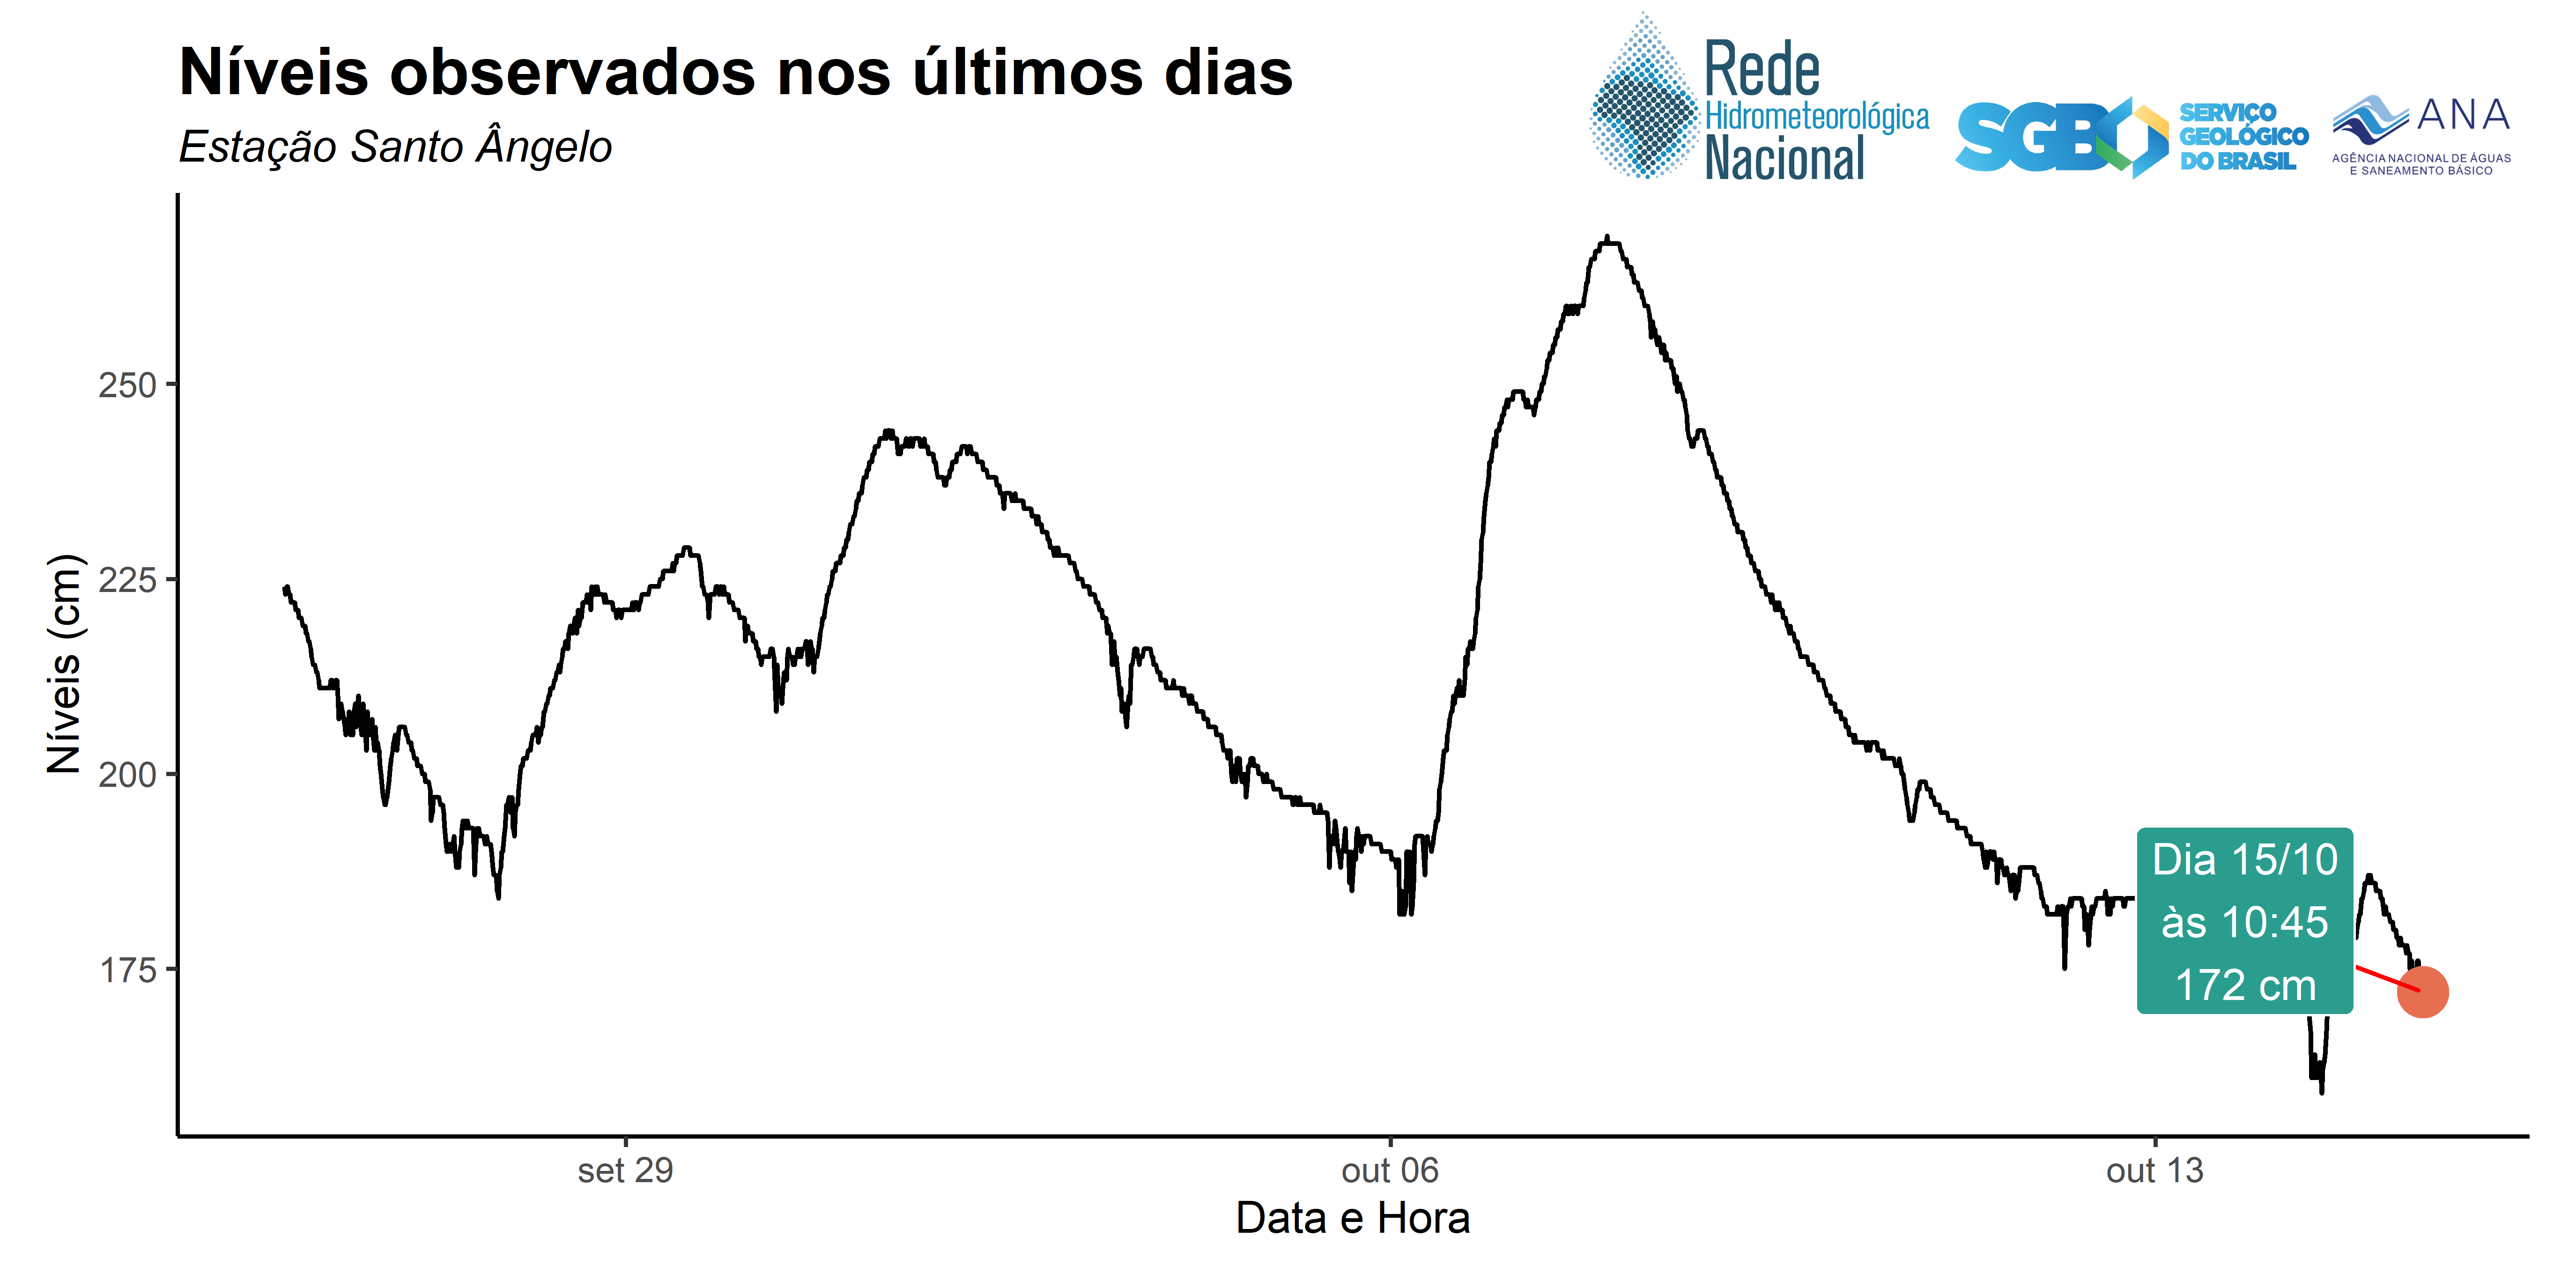 Níveis observados nos últimos dias
Estação Santo Ângelo
Rede
Hidrometeorológica
Nacional
SGB
SERVIÇO
GEOLÓGICO
DO BRASIL
ANA
AGÊNCIA NACIONAL DE ÁGUAS
E SANEAMENTO BÁSICO
Níveis (cm)
250
225
200
175
Dia 15/10
às 10:45
172 cm
set 29
out 06
out 13
Data e Hora